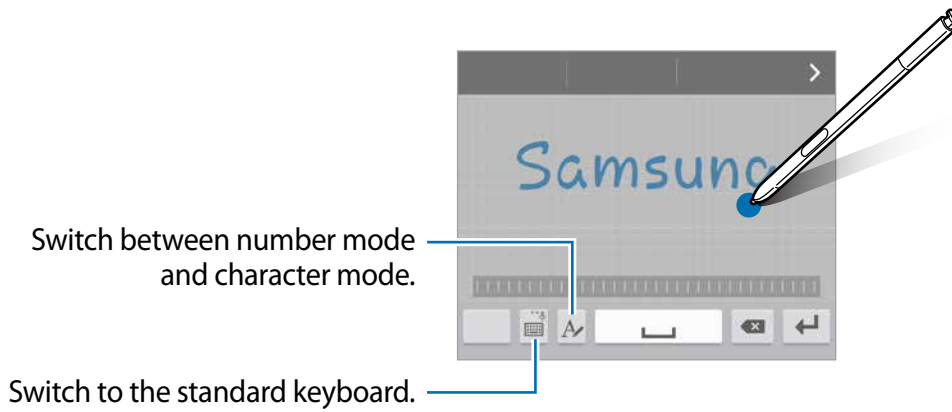 Samsung
Switch between number mode
and character mode.
Switch to the standard keyboard.